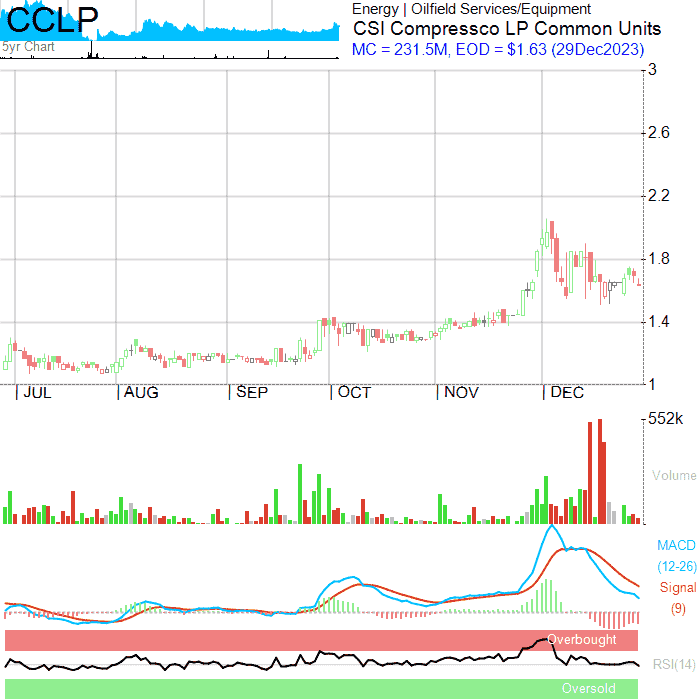 CCLP
5yr Chart
Energy | Oilfield Services/Equipment
CSI Compressco LP Common Units
MC = 231.5M, EOD = $1.63 (29Dec2023)
3
2.6
2.2
1.8
1.4
1
JUL AUG SEP OCT NOV DEC
552k
Volume
MACD
(12-26)
Signal
(9)
Overbought
RSI(14)
Oversold